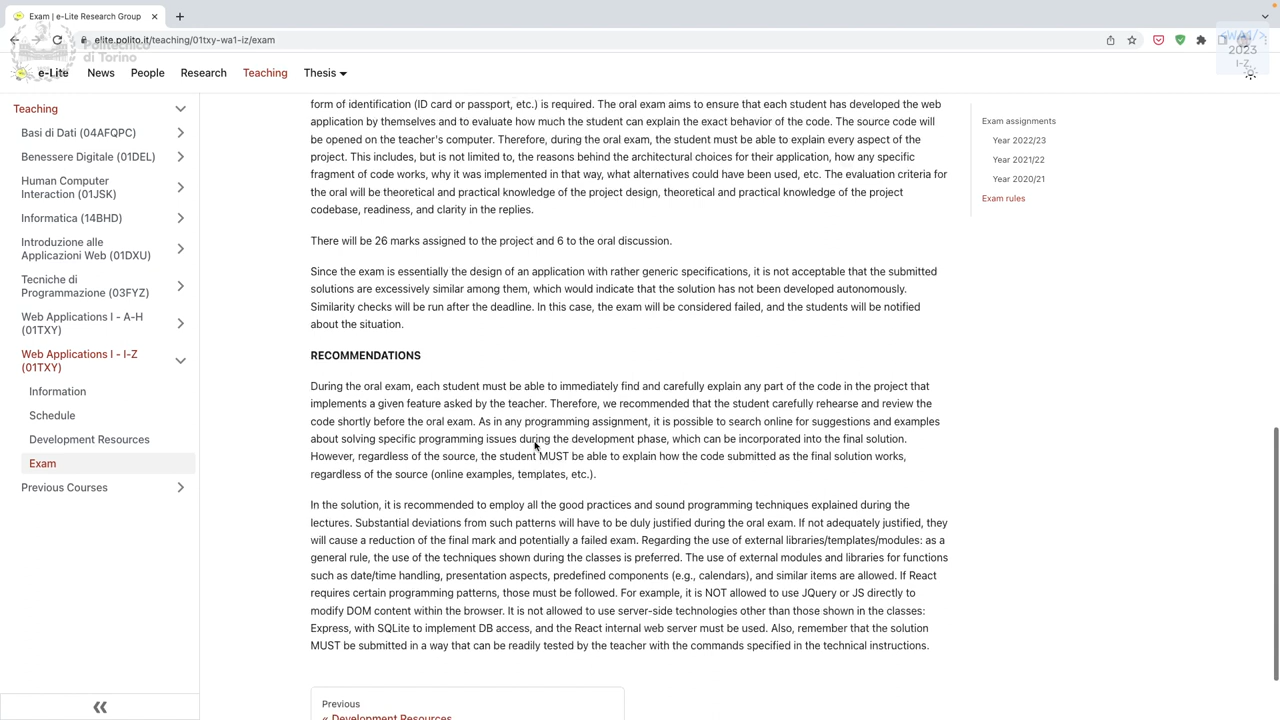 Exam | e-Lite Research Group
elite.polito.it/teaching/01txy-wa1-iz/exam
Politecnico
di Torino
<WA1/>
2023
I-Z
e-Lite
News
People
Research
Teaching
Thesis
Teaching
Basi di Dati (04AFQPC)
Benessere Digitale (01DEL)
Human Computer
Interaction (01JSK)
Informatica (14BHD)
Introduzione alle
Applicazioni Web (01DXU)
Tecniche di
Programmazione (03FYZ)
Web Applications I - A-H
(01TXY)
Web Applications I - I-Z
(01TXY)
Information
Schedule
Development Resources
Exam
Previous Courses
form of identification (ID card or passport, etc.) is required. The oral exam aims to ensure that each student has developed the web
application by themselves and to evaluate how much the student can explain the exact behavior of the code. The source code will
be opened on the teacher's computer. Therefore, during the oral exam, the student must be able to explain every aspect of the
project. This includes, but is not limited to, the reasons behind the architectural choices for their application, how any specific
fragment of code works, why it was implemented in that way, what alternatives could have been used, etc. The evaluation criteria for
the oral will be theoretical and practical knowledge of the project design, theoretical and practical knowledge of the project
codebase, readiness, and clarity in the replies.
There will be 26 marks assigned to the project and 6 to the oral discussion.
Since the exam is essentially the design of an application with rather generic specifications, it is not acceptable that the submitted
solutions are excessively similar among them, which would indicate that the solution has not been developed autonomously.
Similarity checks will be run after the deadline. In this case, the exam will be considered failed, and the students will be notified
about the situation.
RECOMMENDATIONS
During the oral exam, each student must be able to immediately find and carefully explain any part of the code in the project that
implements a given feature asked by the teacher. Therefore, we recommended that the student carefully rehearse and review the
code shortly before the oral exam. As in any programming assignment, it is possible to search online for suggestions and examples
about solving specific programming issues during the development phase, which can be incorporated into the final solution.
However, regardless of the source, the student MUST be able to explain how the code submitted as the final solution works,
regardless of the source (online examples, templates, etc.).
In the solution, it is recommended to employ all the good practices and sound programming techniques explained during the
lectures. Substantial deviations from such patterns will have to be duly justified during the oral exam. If not adequately justified, they
will cause a reduction of the final mark and potentially a failed exam. Regarding the use of external libraries/templates/modules: as a
general rule, the use of the techniques shown during the classes is preferred. The use of external modules and libraries for functions
such as date/time handling, presentation aspects, predefined components (e.g., calendars), and similar items are allowed. If React
requires certain programming patterns, those must be followed. For example, it is NOT allowed to use JQuery or JS directly to
modify DOM content within the browser. It is not allowed to use server-side technologies other than those shown in the classes:
Express, with SQLite to implement DB access, and the React internal web server must be used. Also, remember that the solution
MUST be submitted in a way that can be readily tested by the teacher with the commands specified in the technical instructions.
Previous
« Development Resources
Exam assignments
Year 2022/23
Year 2021/22
Year 2020/21
Exam rules